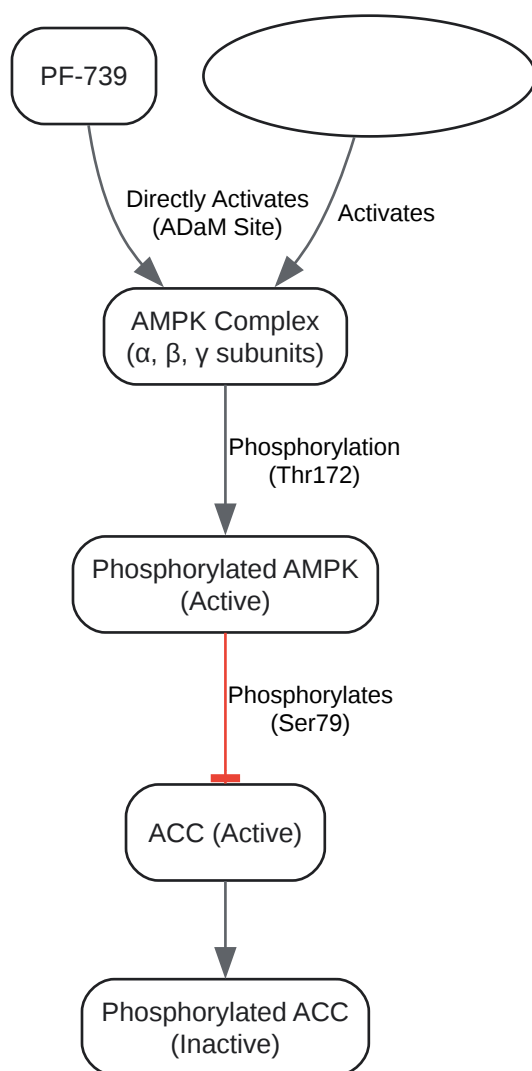 PF-739
Directly Activates
(ADaM Site)
Activates
AMPK Complex
(α, β, γ subunits)
Phosphorylation
(Thr172)
Phosphorylated AMPK
(Active)
Phosphorylates
(Ser79)
ACC (Active)
Phosphorylated ACC
(Inactive)